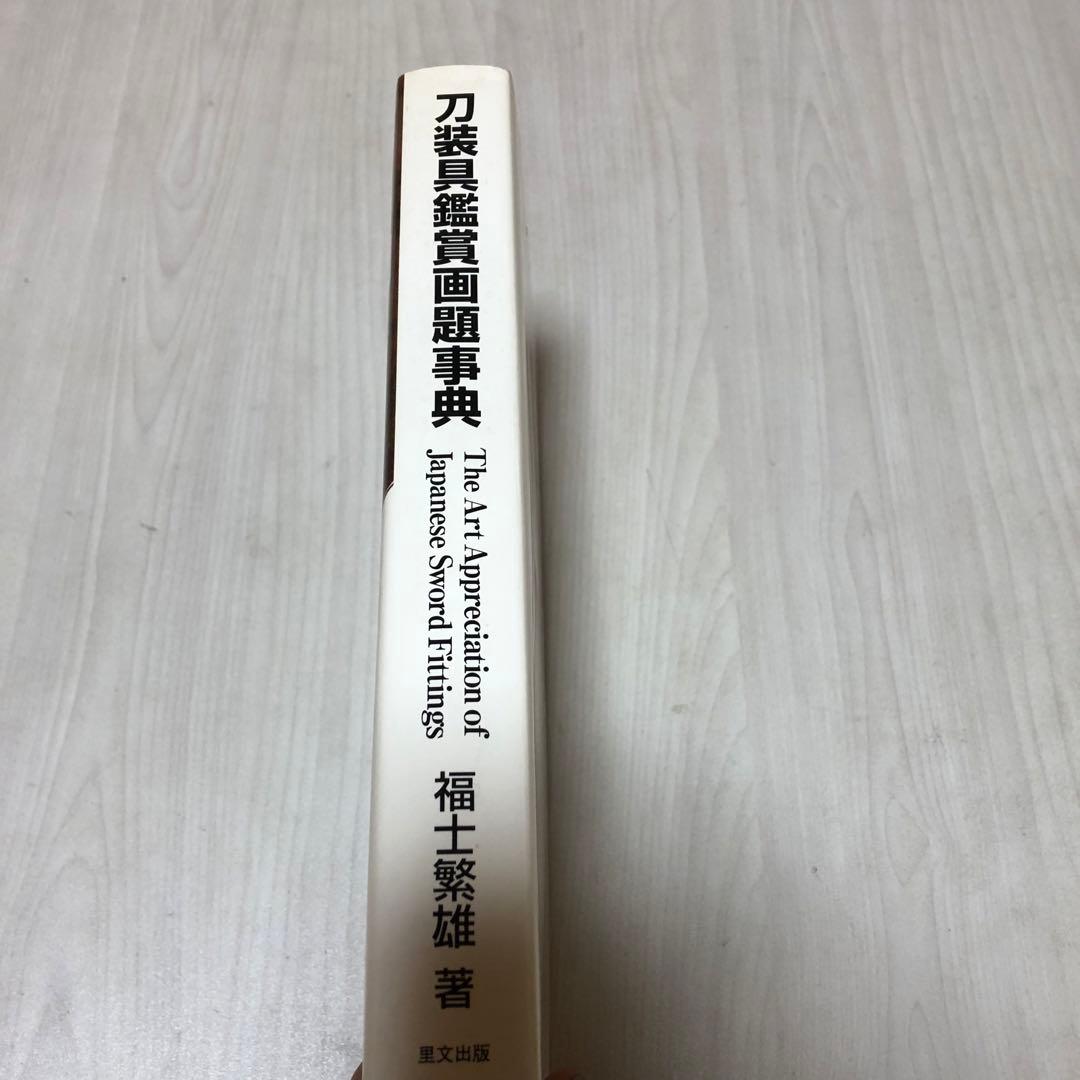 刀装具鑑賞画題事典
The Art Appreciation of
Japanese Sword Fittings
福士繁雄 著
里文出版